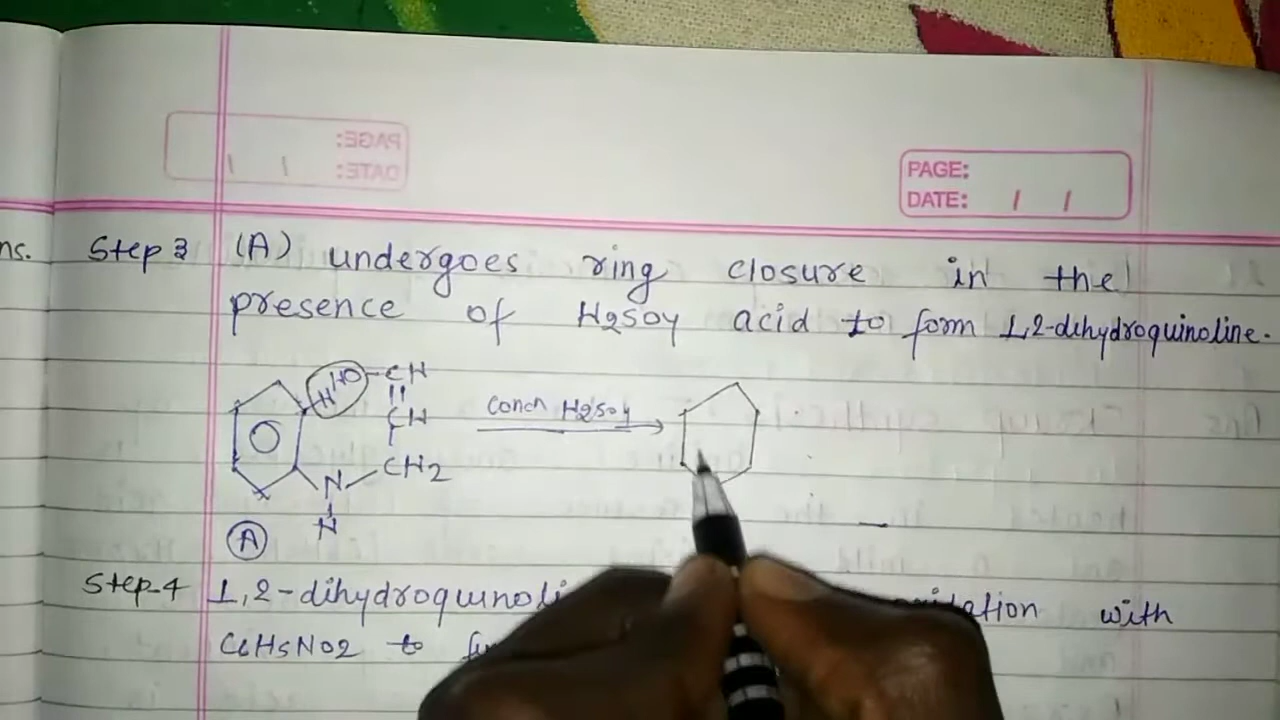 PAGE:
DATE: / /
ns. Step 3 (A) undergoes ring closure in the
presence of H2SO4 acid to form 1,2-dihydroquinoline.
H HO-CH
||
CH
Concn H2SO4
N CH2
H
(A)
Step-4 1,2-dihydroquinoli with
C6H5NO2 to